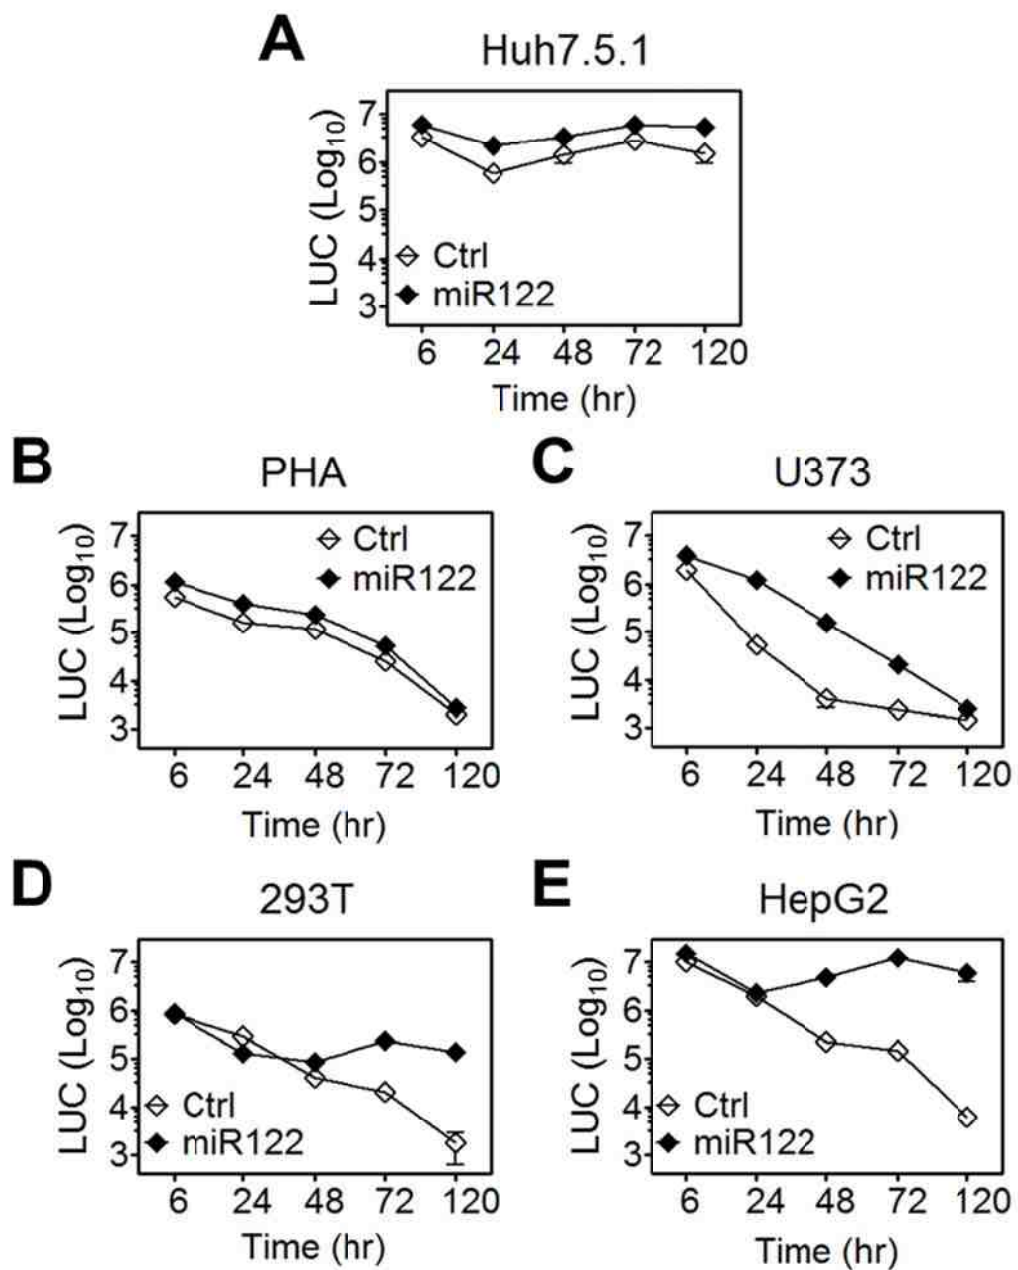 A
Huh7.5.1
LUC (Log10)
7
6
5
4
3
Ctrl
miR122
6 24 48 72 120
Time (hr)
B
PHA
LUC (Log10)
7
6
5
4
3
Ctrl
miR122
6 24 48 72 120
Time (hr)
C
U373
LUC (Log10)
7
6
5
4
3
Ctrl
miR122
6 24 48 72 120
Time (hr)
D
293T
LUC (Log10)
7
6
5
4
3
Ctrl
miR122
6 24 48 72 120
Time (hr)
E
HepG2
LUC (Log10)
7
6
5
4
3
Ctrl
miR122
6 24 48 72 120
Time (hr)